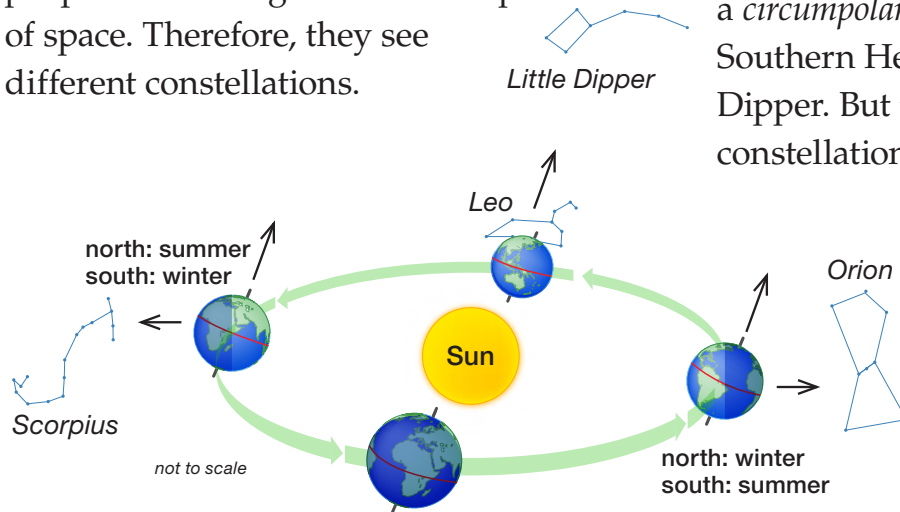 of space. Therefore, they see
different constellations.
Little Dipper
a circumpolar
Southern He
Dipper. But
constellation
Leo
north: summer
south: winter
Orion
Sun
Scorpius
not to scale
north: winter
south: summer